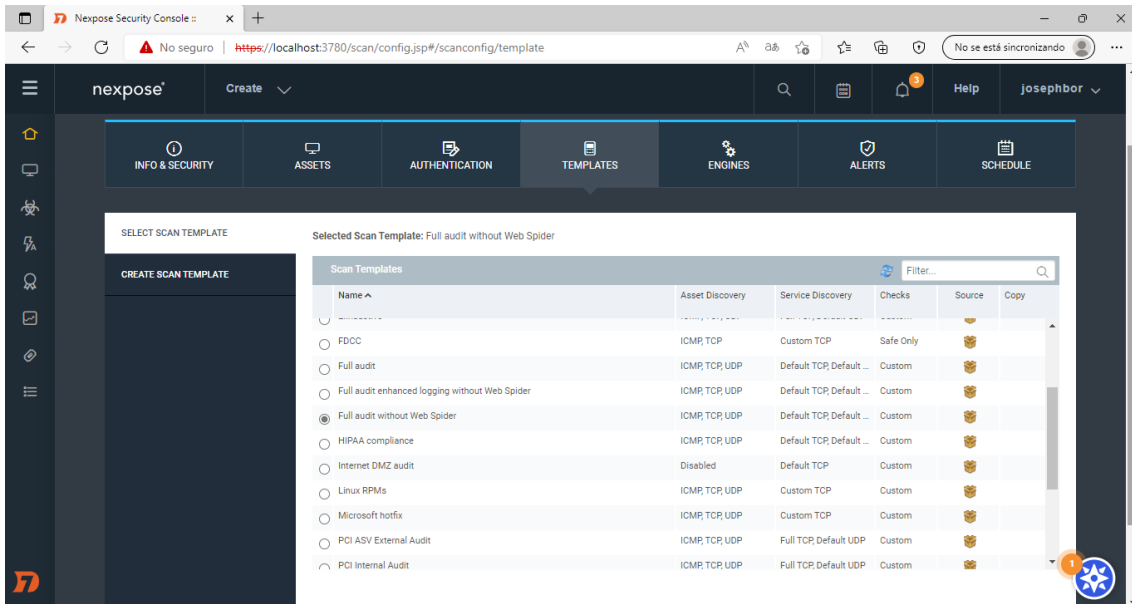 Nexpose Security Console ::
No seguro | https://localhost:3780/scan/config.jsp#/scanconfig/template
No se está sincronizando
nexpose
Create
3
Help
josephbor
INFO & SECURITY
ASSETS
AUTHENTICATION
TEMPLATES
ENGINES
ALERTS
SCHEDULE
SELECT SCAN TEMPLATE
CREATE SCAN TEMPLATE
Selected Scan Template: Full audit without Web Spider
Scan Templates
Filter...
Name Asset Discovery Service Discovery Checks Source Copy
FDCC ICMP, TCP Custom TCP Safe Only
Full audit ICMP, TCP, UDP Default TCP, Default ... Custom
Full audit enhanced logging without Web Spider ICMP, TCP, UDP Default TCP, Default ... Custom
Full audit without Web Spider ICMP, TCP, UDP Default TCP, Default ... Custom
HIPAA compliance ICMP, TCP, UDP Default TCP, Default ... Custom
Internet DMZ audit Disabled Default TCP Custom
Linux RPMs ICMP, TCP, UDP Custom TCP Custom
Microsoft hotfix ICMP, TCP, UDP Custom TCP Custom
PCI ASV External Audit ICMP, TCP, UDP Full TCP, Default UDP Custom
PCI Internal Audit ICMP, TCP, UDP Full TCP, Default UDP Custom
1